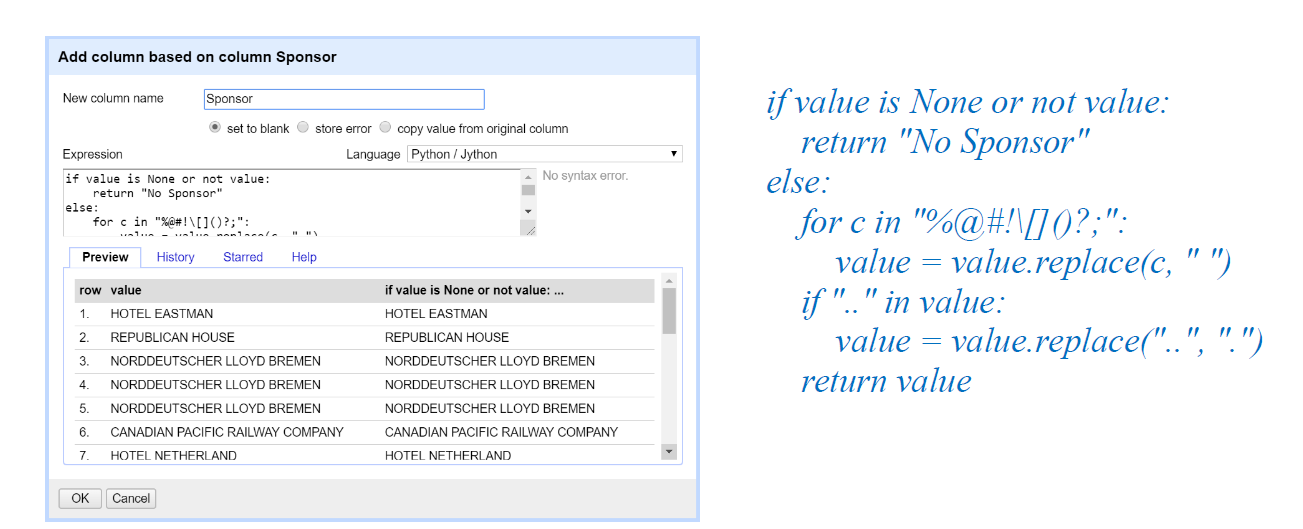 Add column based on column Sponsor
New column name Sponsor
set to blank store error copy value from original column
Expression Language Python / Jython
if value is None or not value:
return "No Sponsor"
else:
for c in "%@#!\[]()?;":
value = value.replace(c, " ")
No syntax error.
Preview History Starred Help
row value if value is None or not value: ...
1. HOTEL EASTMAN HOTEL EASTMAN
2. REPUBLICAN HOUSE REPUBLICAN HOUSE
3. NORDDEUTSCHER LLOYD BREMEN NORDDEUTSCHER LLOYD BREMEN
4. NORDDEUTSCHER LLOYD BREMEN NORDDEUTSCHER LLOYD BREMEN
5. NORDDEUTSCHER LLOYD BREMEN NORDDEUTSCHER LLOYD BREMEN
6. CANADIAN PACIFIC RAILWAY COMPANY CANADIAN PACIFIC RAILWAY COMPANY
7. HOTEL NETHERLAND HOTEL NETHERLAND
OK Cancel
if value is None or not value:
return "No Sponsor"
else:
for c in "%@#!\[]()?;":
value = value.replace(c, " ")
if ".." in value:
value = value.replace("..", ".")
return value